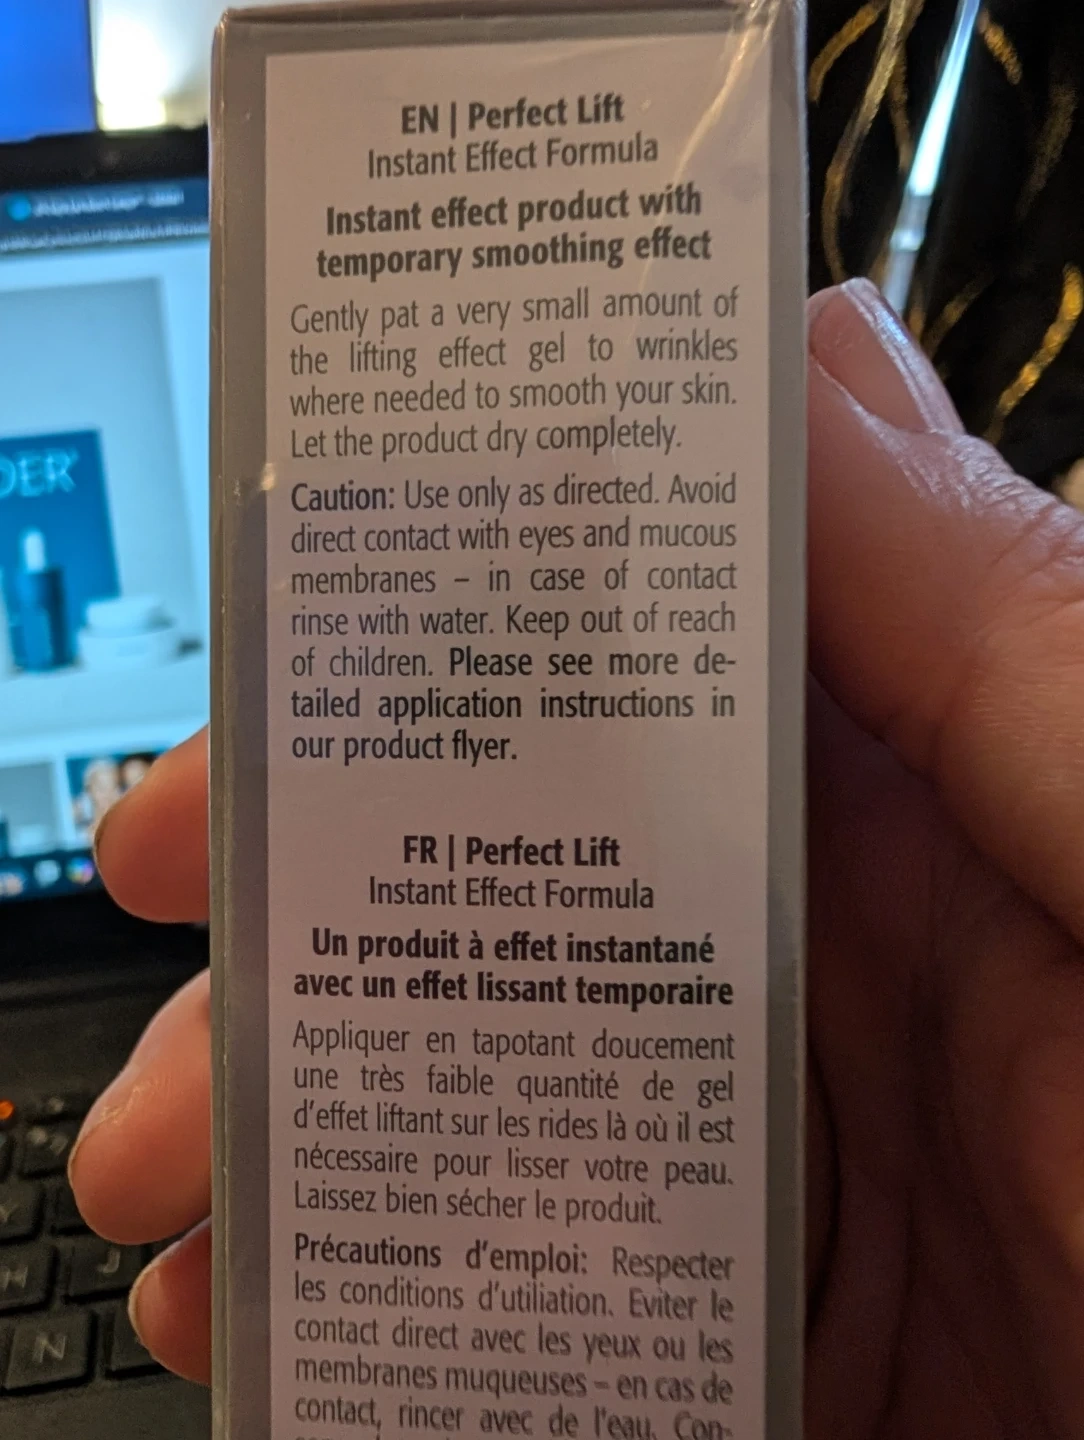 EN | Perfect Lift
Instant Effect Formula
Instant effect product with
temporary smoothing effect
Gently pat a very small amount of
the lifting effect gel to wrinkles
where needed to smooth your skin.
Let the product dry completely.
Caution: Use only as directed. Avoid
direct contact with eyes and mucous
membranes – in case of contact
rinse with water. Keep out of reach
of children. Please see more de-
tailed application instructions in
our product flyer.
FR | Perfect Lift
Instant Effect Formula
Un produit à effet instantané
avec un effet lissant temporaire
Appliquer en tapotant doucement
une très faible quantité de gel
d'effet liftant sur les rides là où il est
nécessaire pour lisser votre peau.
Laissez bien sécher le produit.
Précautions d'emploi: Respecter
les conditions d'utiliation. Eviter le
contact direct avec les yeux ou les
membranes muqueuses – en cas de
contact, rincer avec de l'eau. Con-
DER
J
H
N